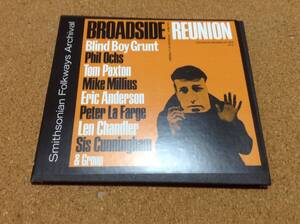 Smithsonian Folkways Archival
BROADSIDE REUNION
Blind Boy Grunt
Phil Ochs
Tom Paxton
Mike Millius
Eric Anderson
Peter La Farge
Len Chandler
Sis Cunningham
& Group